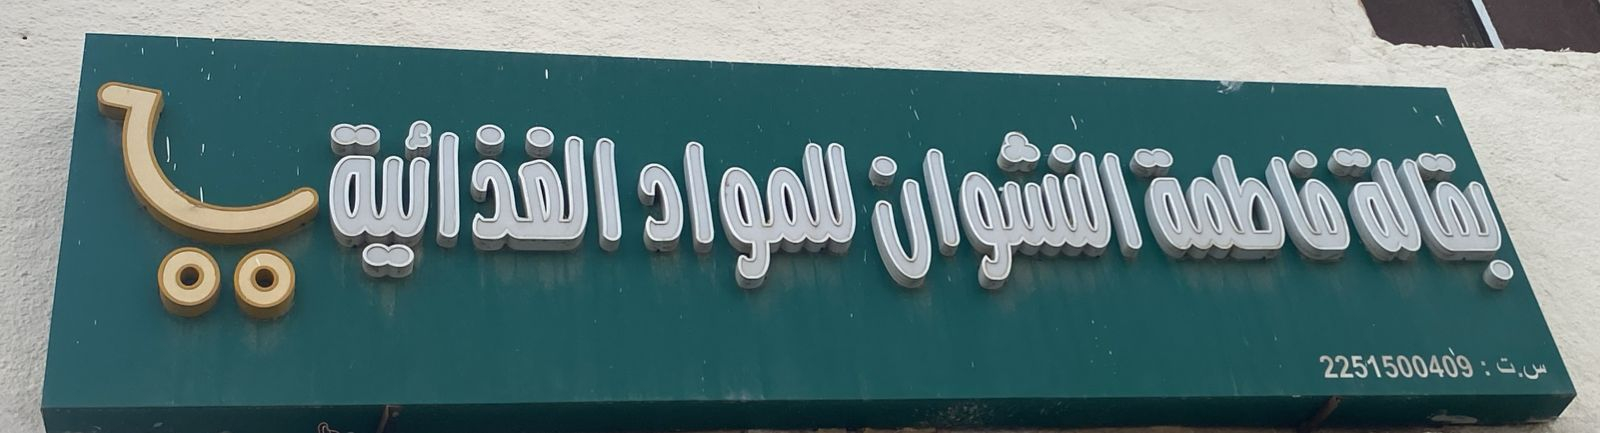 بقالة فاطمة النشوان للمواد الغذائية
س.ت : 2251500409